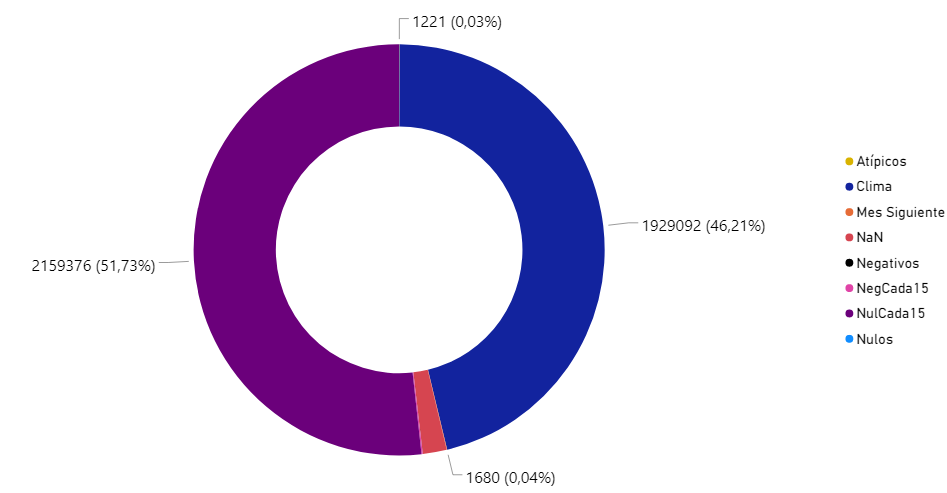 1221 (0,03%)
1929092 (46,21%)
2159376 (51,73%)
1680 (0,04%)
Atípicos
Clima
Mes Siguiente
NaN
Negativos
NegCada15
NulCada15
Nulos